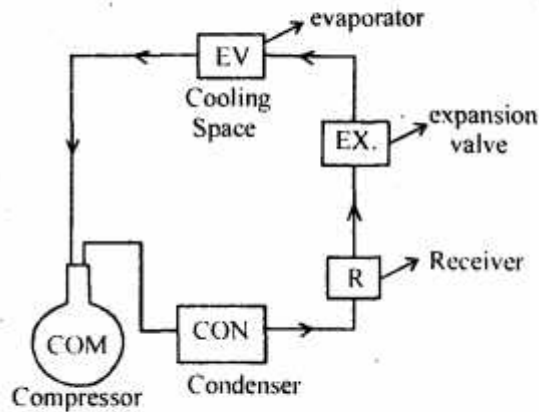 evaporator
EV
Cooling
Space
EX.
expansion
valve
R
Receiver
COM
Compressor
CON
Condenser